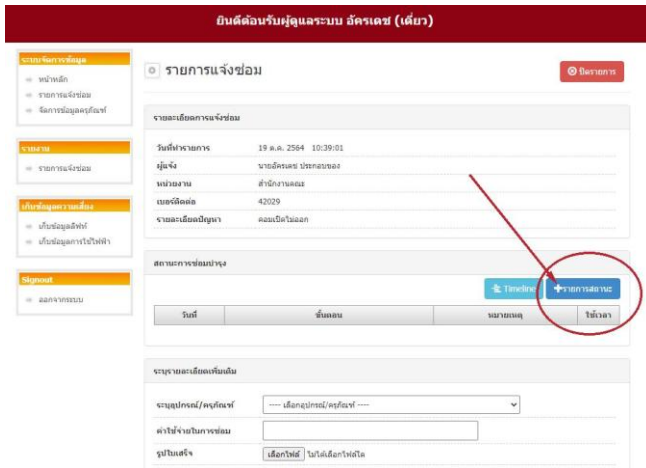 ยินดีต้อนรับผู้ดูแลระบบ อัครเดช (เดี่ยว)
ระบบจัดการข้อมูล
หน้าหลัก
รายการแจ้งซ่อม
จัดการข้อมูลครุภัณฑ์
รายงาน
รายการแจ้งซ่อม
เก็บข้อมูลความเสี่ยง
เก็บข้อมูลลิฟท์
เก็บข้อมูลการใช้ไฟฟ้า
Signout
ออกจากระบบ
รายการแจ้งซ่อม
ปิดรายการ
รายละเอียดการแจ้งซ่อม
วันที่ทำรายการ 19 ต.ค. 2564 10:39:01
ผู้แจ้ง นายอัครเดช ประกอบของ
หน่วยงาน สำนักงานคณะ
เบอร์ติดต่อ 42029
รายละเอียดปัญหา คอมเปิดไม่ออก
สถานะการซ่อมบำรุง
Timeline +รายการสถานะ
วันที่ ขั้นตอน หมายเหตุ ใช้เวลา
ระบุรายละเอียดเพิ่มเติม
ระบุอุปกรณ์/ครุภัณฑ์ ---- เลือกอุปกรณ์/ครุภัณฑ์ ----
ค่าใช้จ่ายในการซ่อม
รูปใบเสร็จ เลือกไฟล์ ไม่ได้เลือกไฟล์ใด